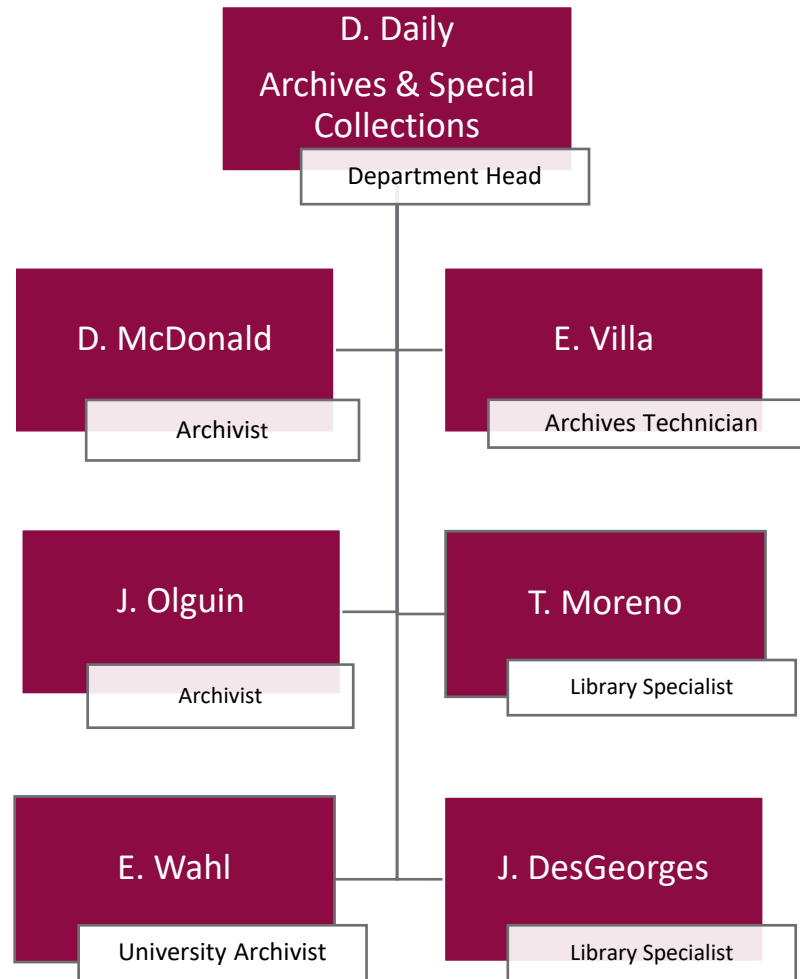 D. Daily
Archives & Special
Collections
Department Head
D. McDonald
Archivist
E. Villa
Archives Technician
J. Olguin
Archivist
T. Moreno
Library Specialist
E. Wahl
University Archivist
J. DesGeorges
Library Specialist